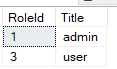 RoleId Title
1 admin
3 user